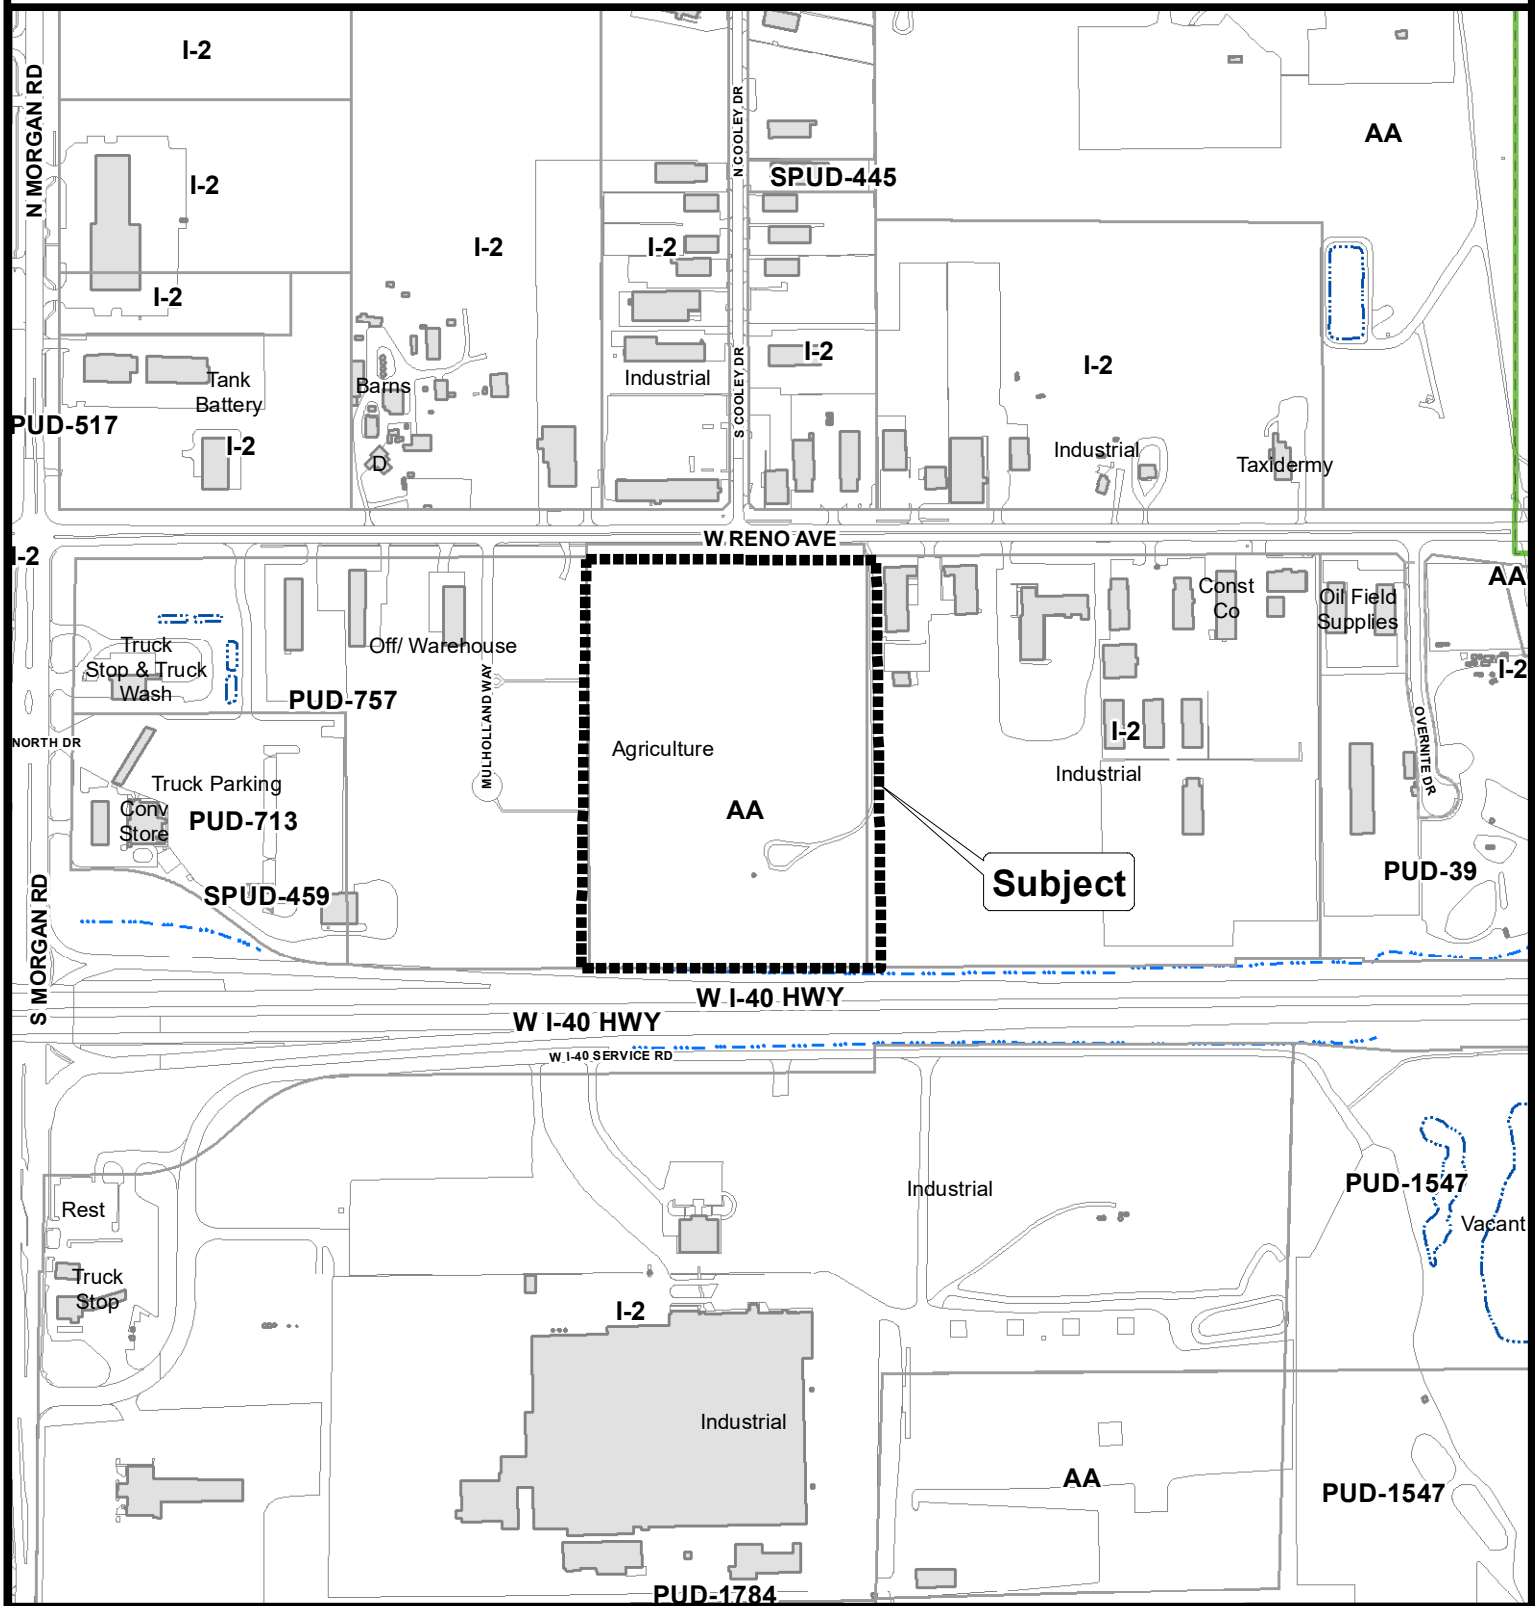 I-2
N MORGAN RD
N COOLEY DR
AA
I-2
SPUD-445
I-2
I-2
I-2
S COOLEY DR
I-2
I-2
Tank
Battery
Barns
Industrial
PUD-517
I-2
D
Industrial
Taxidermy
W RENO AVE
I-2
AA
Const
Co
Oil Field
Supplies
Truck
Stop & Truck
Wash
Off/ Warehouse
I-2
PUD-757
MULHOLLAND WAY
NORTH DR
Agriculture
I-2
OVERNITE DR
Truck Parking
Industrial
Conv
Store
PUD-713
AA
Subject
PUD-39
SPUD-459
S MORGAN RD
W I-40 HWY
W I-40 HWY
W I-40 SERVICE RD
PUD-1547
Industrial
Rest
Vacant
Truck
Stop
I-2
Industrial
AA
PUD-1547
PUD-1784